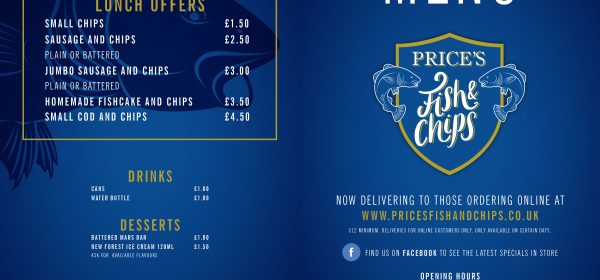 LUNCH OFFERS
SMALL CHIPS £1.50
SAUSAGE AND CHIPS £2.50
PLAIN OR BATTERED
JUMBO SAUSAGE AND CHIPS £3.00
PLAIN OR BATTERED
HOMEMADE FISHCAKE AND CHIPS £3.50
SMALL COD AND CHIPS £4.50
DRINKS
CANS £1.00
WATER BOTTLE £1.00
DESSERTS
BATTERED MARS BAR £1.00
NEW FOREST ICE CREAM 120ML £1.50
ASK FOR AVAILABLE FLAVOURS
MENU
PRICE'S
Fish &
Chips
NOW DELIVERING TO THOSE ORDERING ONLINE AT
WWW.PRICESFISHANDCHIPS.CO.UK
£12 MINIMUM. DELIVERIES FOR ONLINE CUSTOMERS ONLY. ONLY AVAILABLE ON CERTAIN DAYS.
f FIND US ON FACEBOOK TO SEE THE LATEST SPECIALS IN STORE
OPENING HOURS